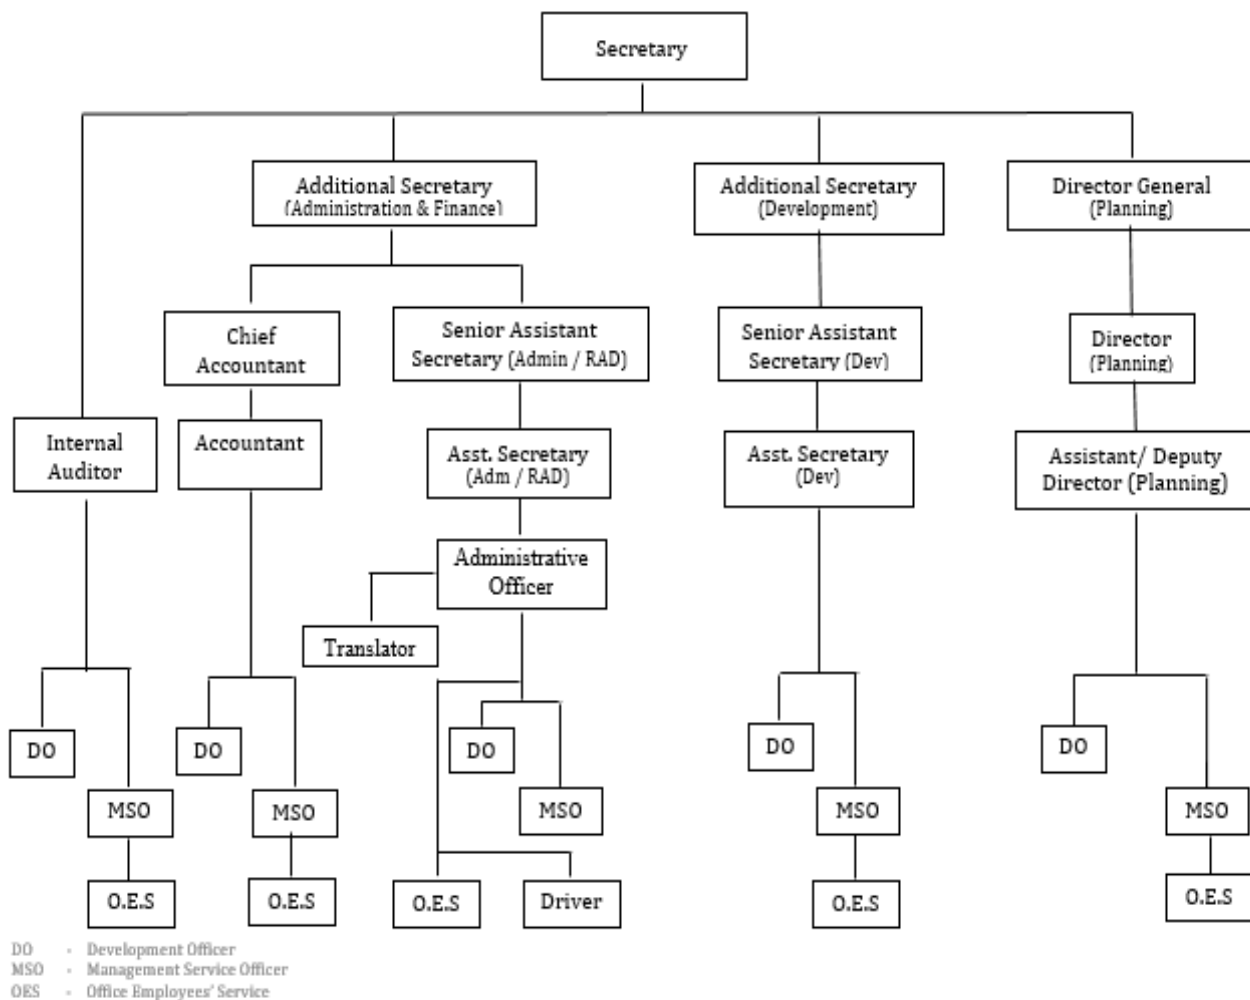 Secretary
Additional Secretary
(Administration & Finance)
Additional Secretary
(Development)
Director General
(Planning)
Chief
Accountant
Senior Assistant
Secretary (Admin / RAD)
Senior Assistant
Secretary (Dev)
Director
(Planning)
Internal
Auditor
Accountant
Asst. Secretary
(Adm / RAD)
Asst. Secretary
(Dev)
Assistant/ Deputy
Director (Planning)
Administrative
Officer
Translator
DO
DO
DO
DO
DO
MSO
MSO
MSO
MSO
MSO
O.E.S
O.E.S
O.E.S
Driver
O.E.S
O.E.S
DO - Development Officer
MSO - Management Service Officer
OES - Office Employees' Service